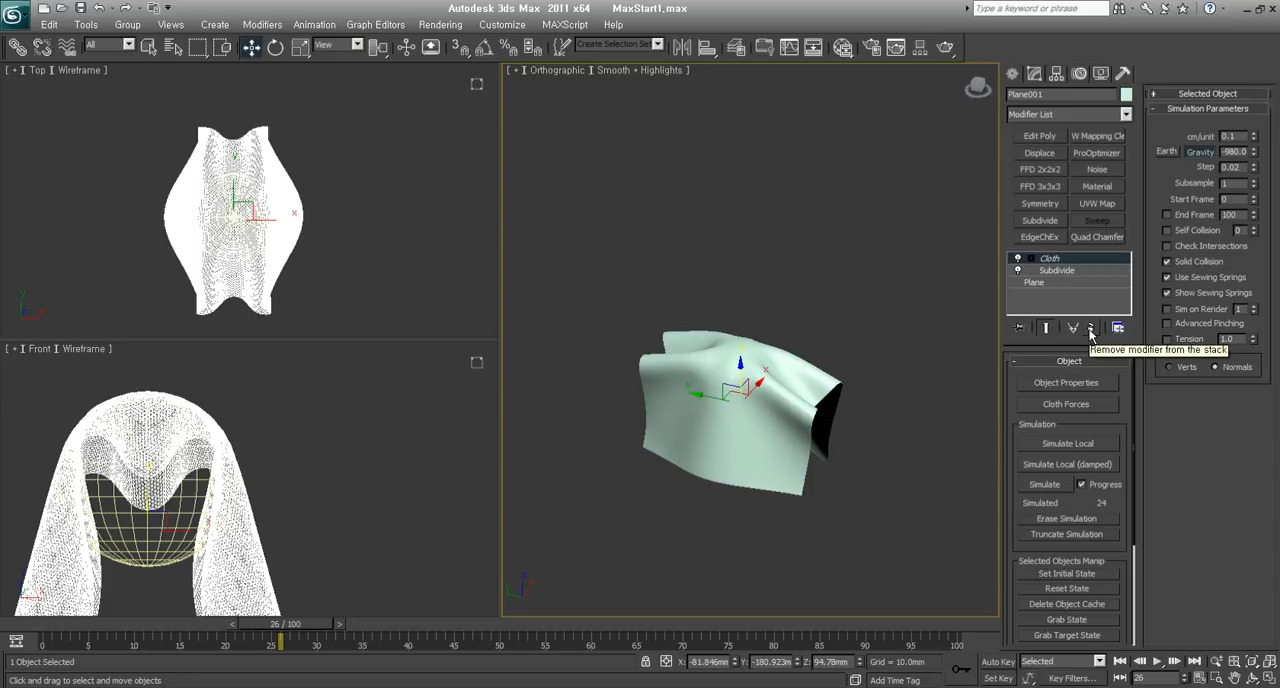 Autodesk 3ds Max 2011 x64 MaxStart1.max
Type a keyword or phrase
Edit Tools Group Views Create Modifiers Animation Graph Editors Rendering Customize MAXScript Help
All View Create Selection Set
[ + ] Top ] Wireframe ]
[ + ] Orthographic ] Smooth + Highlights ]
[ + ] Front ] Wireframe ]
Plane001
Modifier List
Edit Poly W Mapping Cle
Displace ProOptimizer
FFD 2x2x2 Noise
FFD 3x3x3 Material
Symmetry UVW Map
Subdivide Sweep
EdgeChEx Quad Chamfer
Cloth
Subdivide
Plane
Remove modifier from the stack
- Object
Object Properties
Cloth Forces
Simulation
Simulate Local
Simulate Local (damped)
Simulate Progress
Simulated 24
Erase Simulation
Truncate Simulation
Selected Objects Manip
Set Initial State
Reset State
Delete Object Cache
Grab State
Grab Target State
+ Selected Object
- Simulation Parameters
cm/unit 0.1
Earth Gravity -980.0
Step 0.02
Subsample 1
Start Frame 0
End Frame 100
Self Collision 0
Check Intersections
Solid Collision
Use Sewing Springs
Show Sewing Springs
Sim on Render 1
Advanced Pinching
Tension 1.0
Verts Normals
< 26 / 100 >
0 5 10 15 20 25 30 35 40 45 50 55 60 65 70 75 80 85 90 95 100
1 Object Selected X: -81.846mm Y: -180.923m Z: 94.78mm Grid = 10.0mm Auto Key Selected
Click and drag to select and move objects Add Time Tag Set Key Key Filters... 26